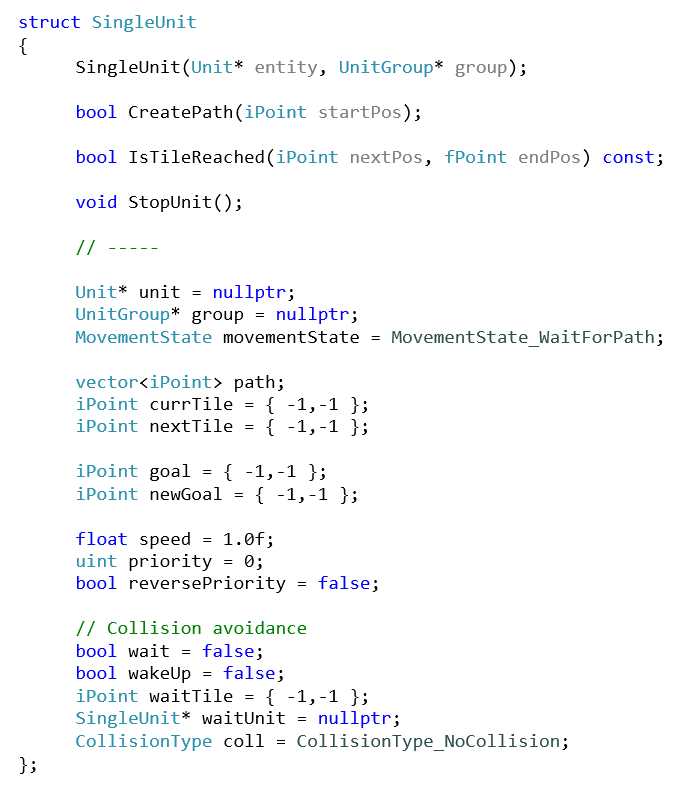 struct SingleUnit
{
SingleUnit(Unit* entity, UnitGroup* group);
bool CreatePath(iPoint startPos);
bool IsTileReached(iPoint nextPos, fPoint endPos) const;
void StopUnit();
// -----
Unit* unit = nullptr;
UnitGroup* group = nullptr;
MovementState movementState = MovementState_WaitForPath;
vector<iPoint> path;
iPoint currTile = { -1,-1 };
iPoint nextTile = { -1,-1 };
iPoint goal = { -1,-1 };
iPoint newGoal = { -1,-1 };
float speed = 1.0f;
uint priority = 0;
bool reversePriority = false;
// Collision avoidance
bool wait = false;
bool wakeUp = false;
iPoint waitTile = { -1,-1 };
SingleUnit* waitUnit = nullptr;
CollisionType coll = CollisionType_NoCollision;
};